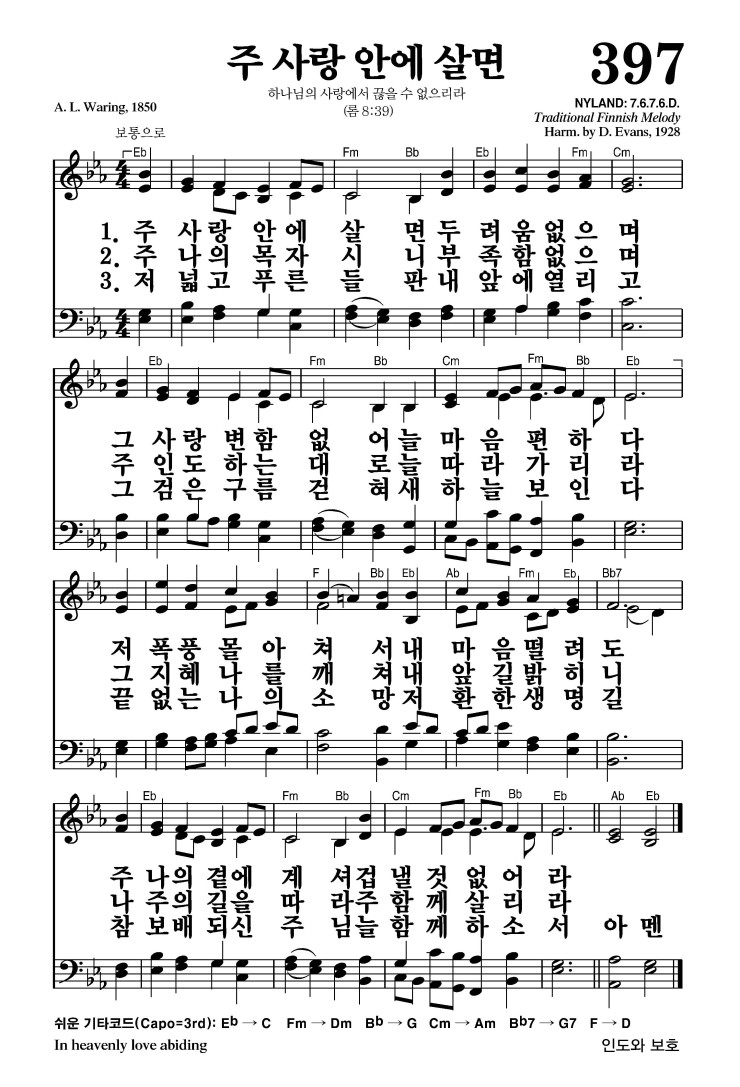 주 사랑 안에 살면
397
하나님의 사랑에서 끊을 수 없으리라
(롬 8:39)
A. L. Waring, 1850
NYLAND: 7.6.7.6.D.
Traditional Finnish Melody
Harm. by D. Evans, 1928
보통으로
Eb Fm Bb Eb Fm Cm
1. 주 사랑 안에 살 면두 려움없으 며
2. 주 나의 목자 시 니부 족함없으 며
3. 저 넓고 푸른 들 판내 앞에열리 고
Eb Fm Bb Cm Fm Bb Eb
그 사랑 변함 없 어늘 마 음 편 하 다
주 인도 하는 대 로늘 따 라 가 리 라
그 검은 구름 걷 혀새 하 늘 보 인 다
F Bb Eb Ab Fm Eb Bb7
저 폭풍 몰아 쳐 서내 마 음떨 려 도
그 지혜 나를 깨 쳐내 앞 길밝 히 니
끝 없는 나의 소 망저 환 한생 명 길
Eb Fm Bb Cm Fm Bb Eb Ab Eb
주 나의 곁에 계 셔겁 낼 것 없 어 라
나 주의 길을 따 라주 함 께 살 리 라
참 보배 되신 주 님늘 함 께 하 소 서 아 멘
쉬운 기타코드(Capo=3rd): Eb → C Fm → Dm Bb → G Cm → Am Bb7 → G7 F → D
In heavenly love abiding
인도와 보호